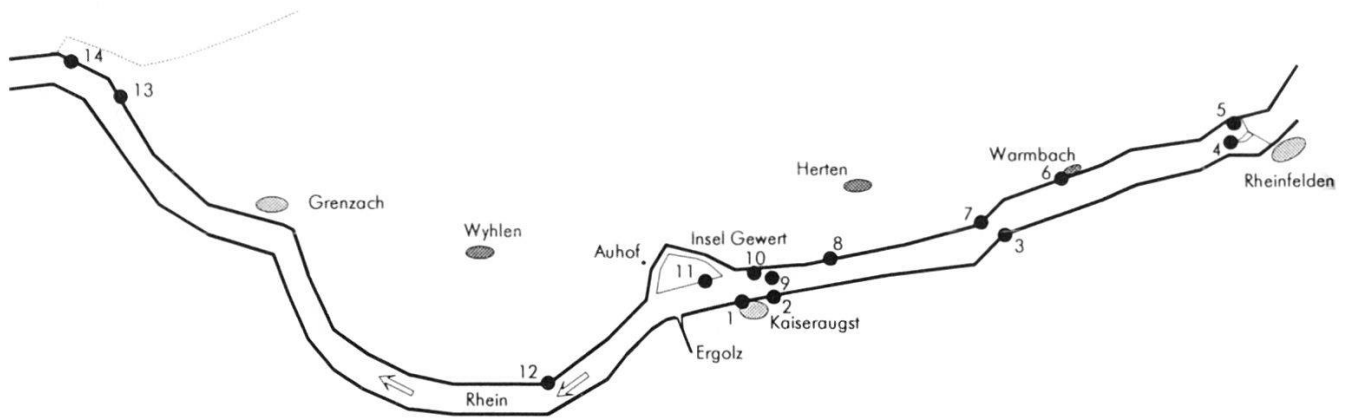 14
13
5
4
Rheinfelden
Warmbach
6
Herten
7
3
Grenzach
Wyhlen
Insel Gewert
Auhof
10
8
11
9
1
2
Kaiseraugst
Ergolz
12
Rhein